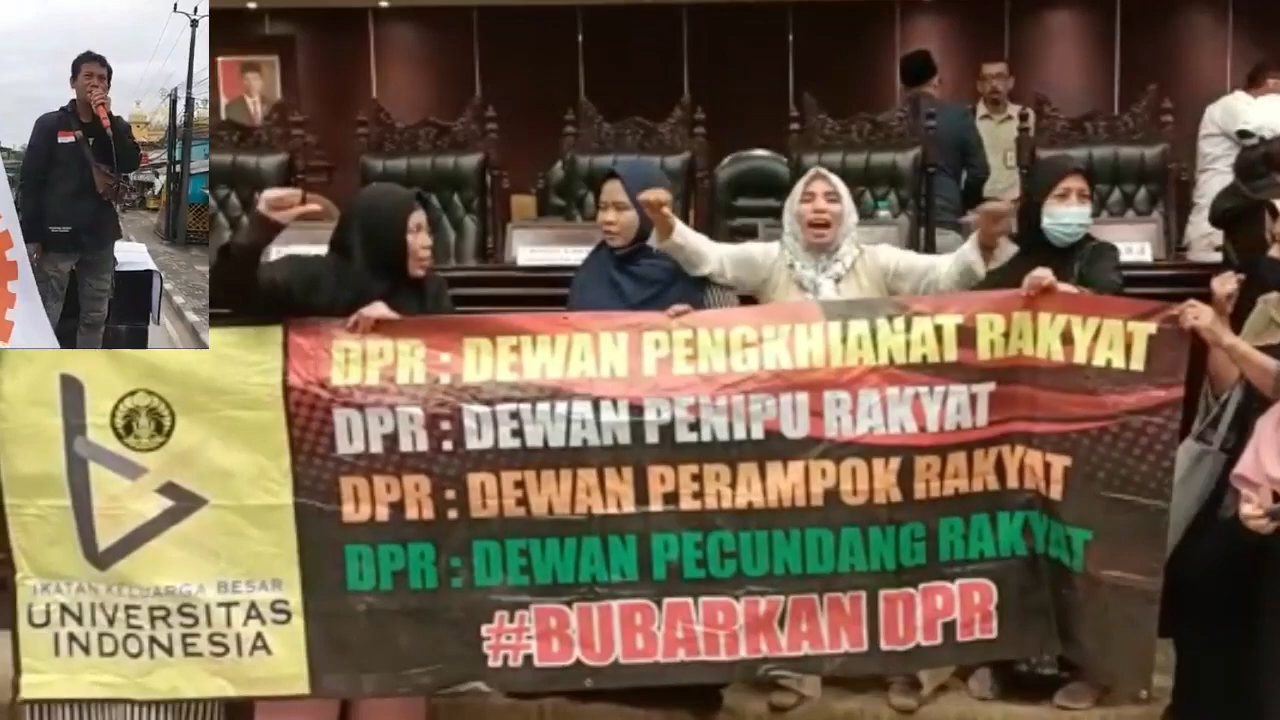 DPR : DEWAN PENGKHIANAT RAKYAT
DPR : DEWAN PENIPU RAKYAT
DPR : DEWAN PERAMPOK RAKYAT
DPR : DEWAN PECUNDANG RAKYAT
#BUBARKAN DPR
IKATAN KELUARGA BESAR
UNIVERSITAS
INDONESIA